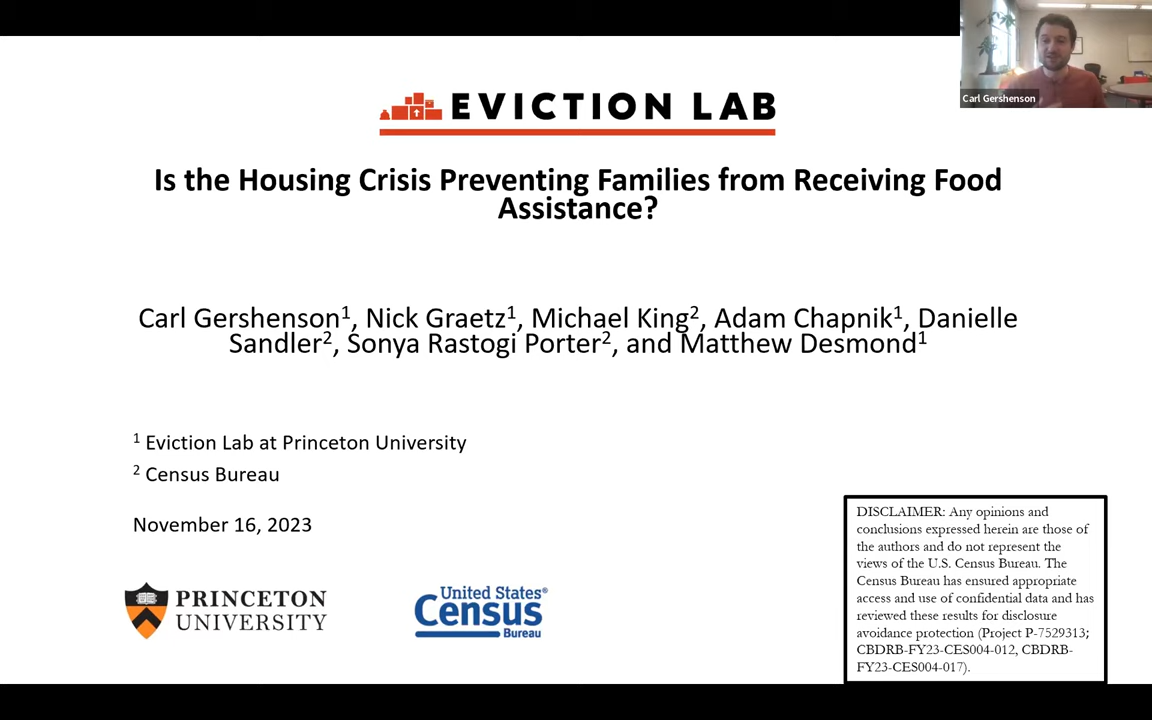 Carl Gershenson
EVICTION LAB
Is the Housing Crisis Preventing Families from Receiving Food
Assistance?
Carl Gershenson¹, Nick Graetz¹, Michael King², Adam Chapnik¹, Danielle
Sandler², Sonya Rastogi Porter², and Matthew Desmond¹
¹ Eviction Lab at Princeton University
² Census Bureau
November 16, 2023
PRINCETON
UNIVERSITY
United States®
Census
Bureau
DISCLAIMER: Any opinions and
conclusions expressed herein are those of
the authors and do not represent the
views of the U.S. Census Bureau. The
Census Bureau has ensured appropriate
access and use of confidential data and has
reviewed these results for disclosure
avoidance protection (Project P-7529313;
CBDRB-FY23-CES004-012, CBDRB-
FY23-CES004-017).